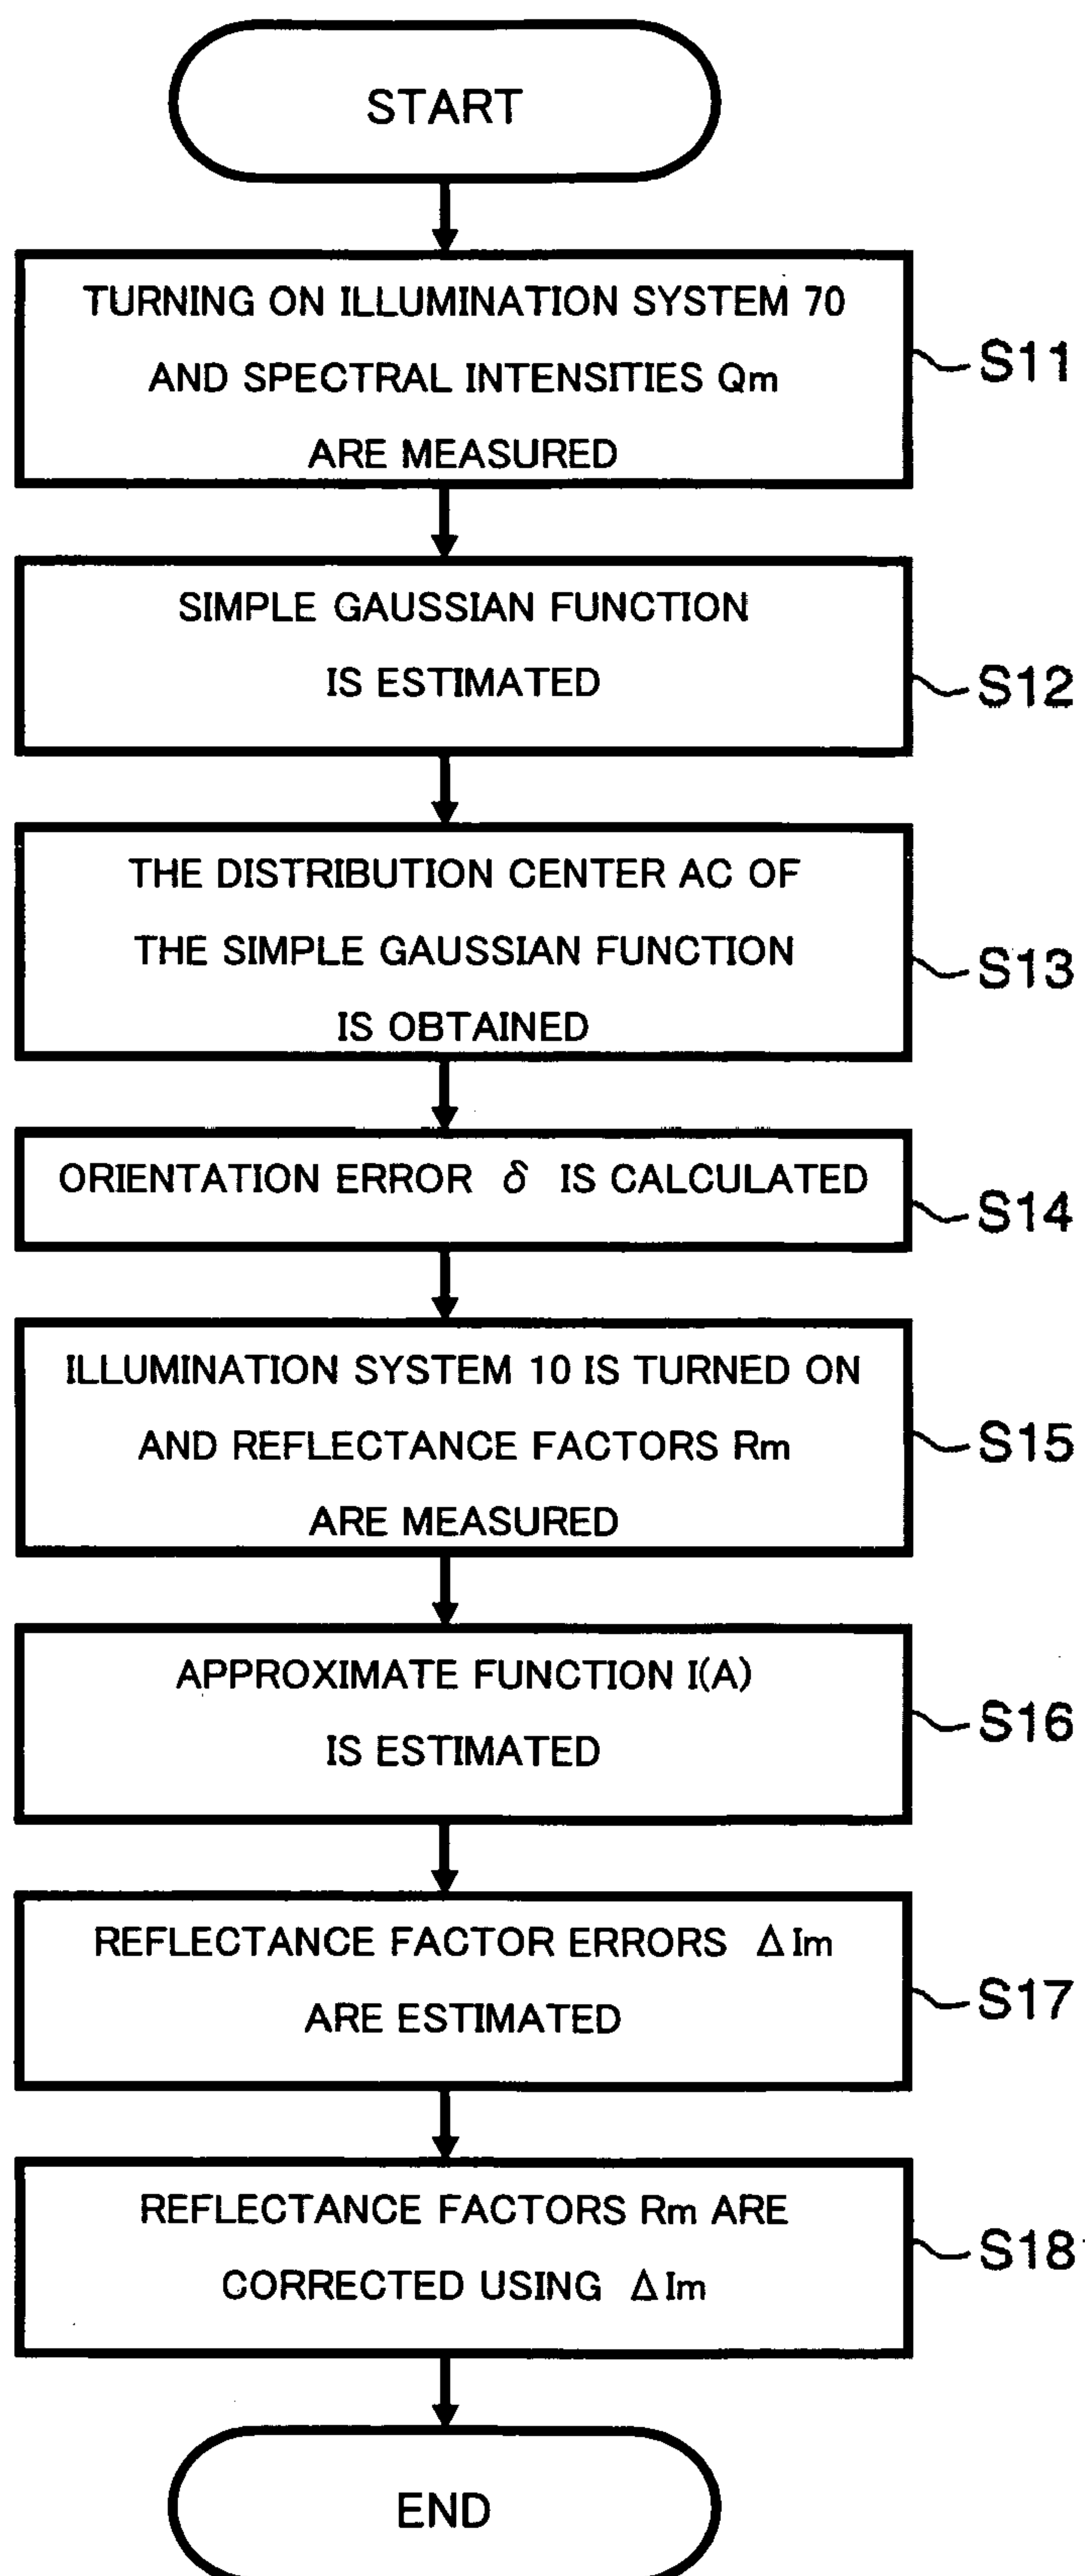 START
TURNING ON ILLUMINATION SYSTEM 70
AND SPECTRAL INTENSITIES Qm
ARE MEASURED
S11
SIMPLE GAUSSIAN FUNCTION
IS ESTIMATED
S12
THE DISTRIBUTION CENTER AC OF
THE SIMPLE GAUSSIAN FUNCTION
IS OBTAINED
S13
ORIENTATION ERROR δ IS CALCULATED
S14
ILLUMINATION SYSTEM 10 IS TURNED ON
AND REFLECTANCE FACTORS Rm
ARE MEASURED
S15
APPROXIMATE FUNCTION I(A)
IS ESTIMATED
S16
REFLECTANCE FACTOR ERRORS ΔIm
ARE ESTIMATED
S17
REFLECTANCE FACTORS Rm ARE
CORRECTED USING ΔIm
S18
END